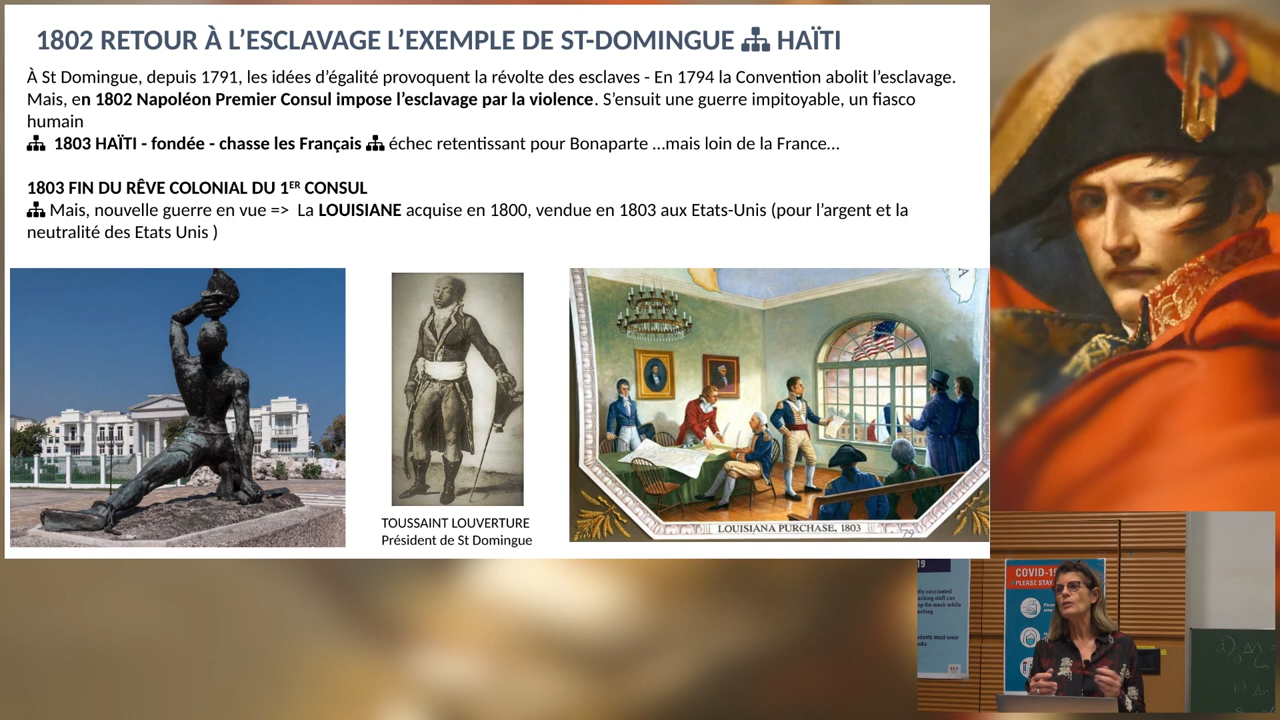 1802 RETOUR À L’ESCLAVAGE L’EXEMPLE DE ST-DOMINGUE HAÏTI
À St Domingue, depuis 1791, les idées d’égalité provoquent la révolte des esclaves - En 1794 la Convention abolit l’esclavage.
Mais, en 1802 Napoléon Premier Consul impose l’esclavage par la violence. S’ensuit une guerre impitoyable, un fiasco
humain
1803 HAÏTI - fondée - chasse les Français échec retentissant pour Bonaparte ...mais loin de la France...
1803 FIN DU RÊVE COLONIAL DU 1ER CONSUL
Mais, nouvelle guerre en vue => La LOUISIANE acquise en 1800, vendue en 1803 aux Etats-Unis (pour l’argent et la
neutralité des Etats Unis )
LOUISIANA PURCHASE, 1803
79
TOUSSAINT LOUVERTURE
Président de St Domingue
19
COVID-19
PLEASE STAY